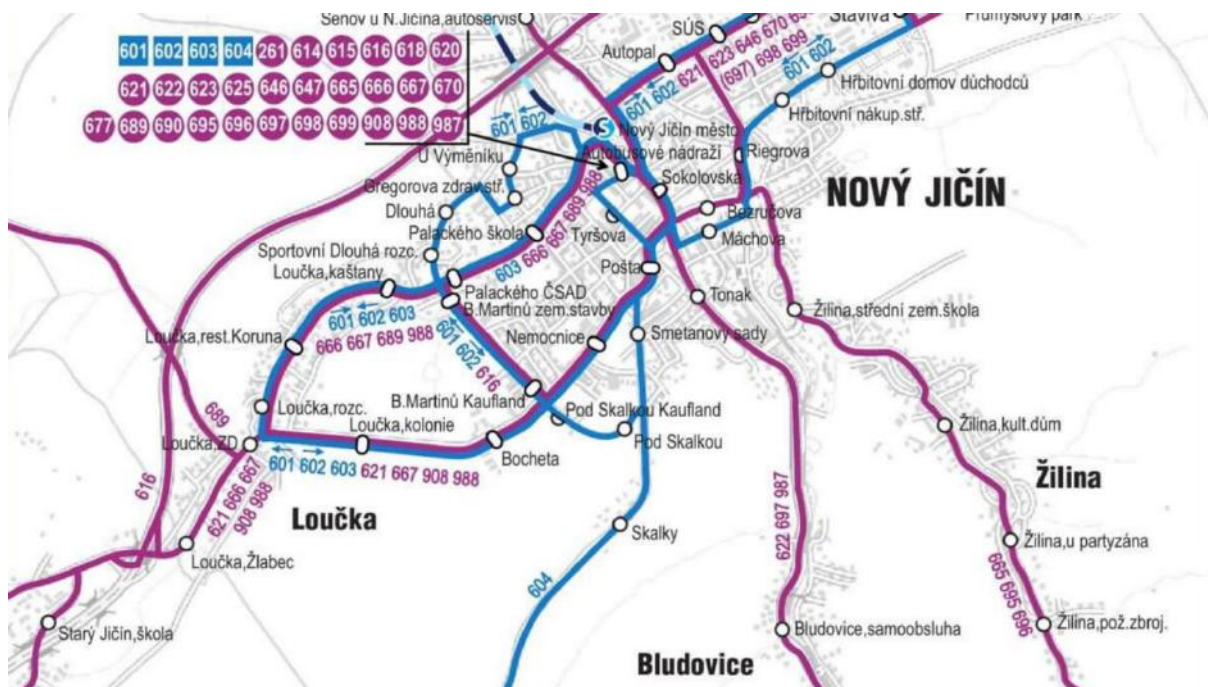 Šenov u N.Jičína,autoservis
SÚS
Staviva
Průmyslový park
601 602 603 604 261 614 615 616 618 620
621 622 623 625 646 647 665 666 667 670
677 689 690 695 696 697 698 699 908 988 987
Autopal
621 623 646 670
(697) 698 699
601 602
601 602
Hřbitovní domov důchodců
Hřbitovní nákup.stř.
601 602
Nový Jičín město
Autobusové nádraží
Riegrova
U Výměníku
Sokolovská
NOVÝ JIČÍN
Gregorova zdrav.stř.
Dlouhá
Bezručova
Palackého škola
Tyršova
Máchova
603 666 667 689 988
Sportovní Dlouhá rozc.
Loučka,kaštany
Pošta
Palackého ČSAD
B.Martinů zem.stavby
Tonak
Žilina,střední zem.škola
601 602 603
666 667 689 988
Loučka,rest.Koruna
Nemocnice
Smetanovy sady
601 602 616
B.Martinů Kaufland
Loučka,rozc.
Pod Skalkou Kaufland
689
Loučka,kolonie
Žilina,kult.dům
Loučka,ZD
Pod Skalkou
Bocheta
601 602 603 621 667 908 988
616
621 666 667
908 988
Žilina
Loučka
622 697 987
Skalky
Žilina,u partyzána
Loučka,Žlabec
604
665 695 696
Starý Jičín,škola
Bludovice,samoobsluha
Žilina,pož.zbroj.
Bludovice